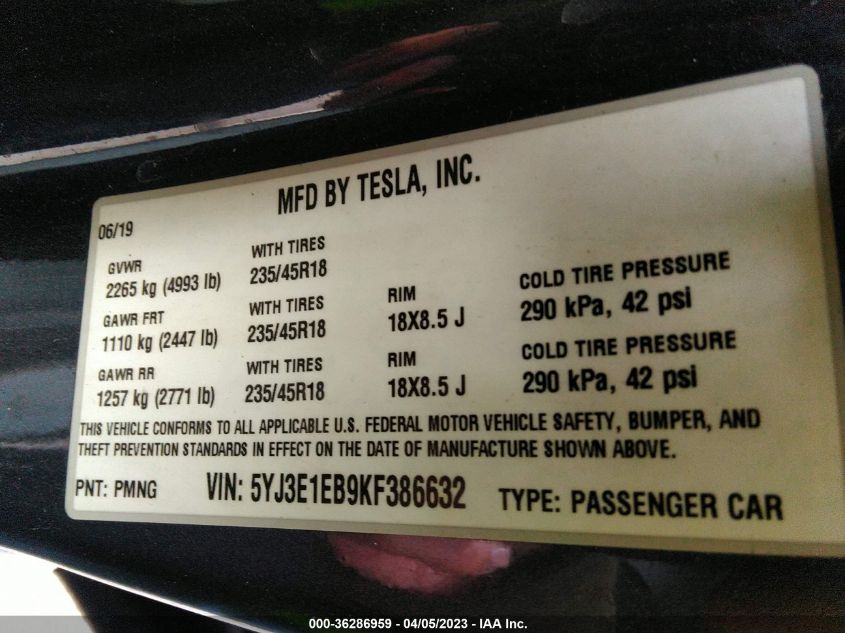 MFD BY TESLA, INC.
06/19
GVWR WITH TIRES
2265 kg (4993 lb) 235/45R18
GAWR FRT WITH TIRES RIM COLD TIRE PRESSURE
1110 kg (2447 lb) 235/45R18 18X8.5 J 290 kPa, 42 psi
GAWR RR WITH TIRES RIM COLD TIRE PRESSURE
1257 kg (2771 lb) 235/45R18 18X8.5 J 290 kPa, 42 psi
THIS VEHICLE CONFORMS TO ALL APPLICABLE U.S. FEDERAL MOTOR VEHICLE SAFETY, BUMPER, AND
THEFT PREVENTION STANDARDS IN EFFECT ON THE DATE OF MANUFACTURE SHOWN ABOVE.
PNT: PMNG VIN: 5YJ3E1EB9KF386632 TYPE: PASSENGER CAR
000-36286959 - 04/05/2023 - IAA Inc.